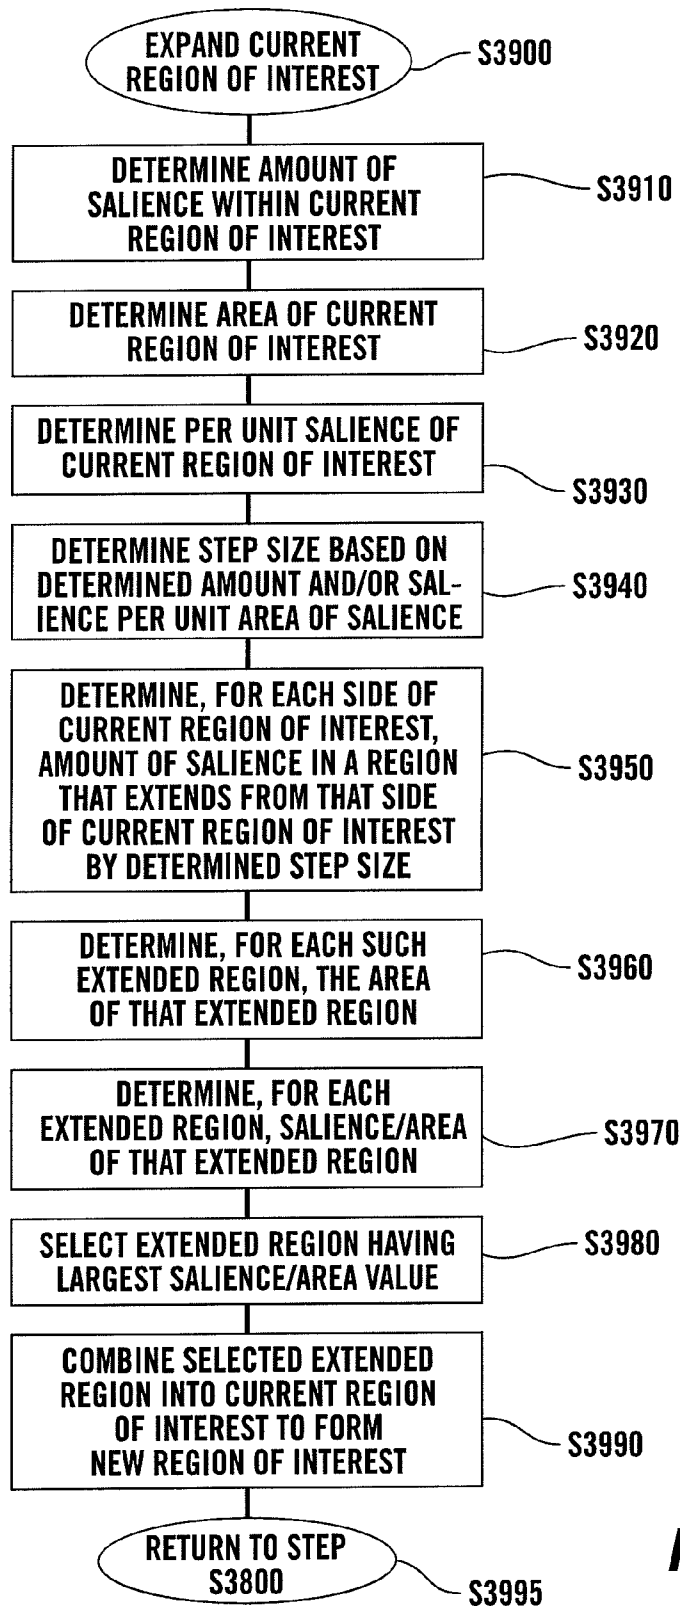 EXPAND CURRENT
REGION OF INTEREST
S3900
DETERMINE AMOUNT OF
SALIENCE WITHIN CURRENT
REGION OF INTEREST
S3910
DETERMINE AREA OF CURRENT
REGION OF INTEREST
S3920
DETERMINE PER UNIT SALIENCE OF
CURRENT REGION OF INTEREST
S3930
DETERMINE STEP SIZE BASED ON
DETERMINED AMOUNT AND/OR SAL-
IENCE PER UNIT AREA OF SALIENCE
S3940
DETERMINE, FOR EACH SIDE OF
CURRENT REGION OF INTEREST,
AMOUNT OF SALIENCE IN A REGION
THAT EXTENDS FROM THAT SIDE
OF CURRENT REGION OF INTEREST
BY DETERMINED STEP SIZE
S3950
DETERMINE, FOR EACH SUCH
EXTENDED REGION, THE AREA
OF THAT EXTENDED REGION
S3960
DETERMINE, FOR EACH
EXTENDED REGION, SALIENCE/AREA
OF THAT EXTENDED REGION
S3970
SELECT EXTENDED REGION HAVING
LARGEST SALIENCE/AREA VALUE
S3980
COMBINE SELECTED EXTENDED
REGION INTO CURRENT REGION
OF INTEREST TO FORM
NEW REGION OF INTEREST
S3990
RETURN TO STEP
S3800
S3995